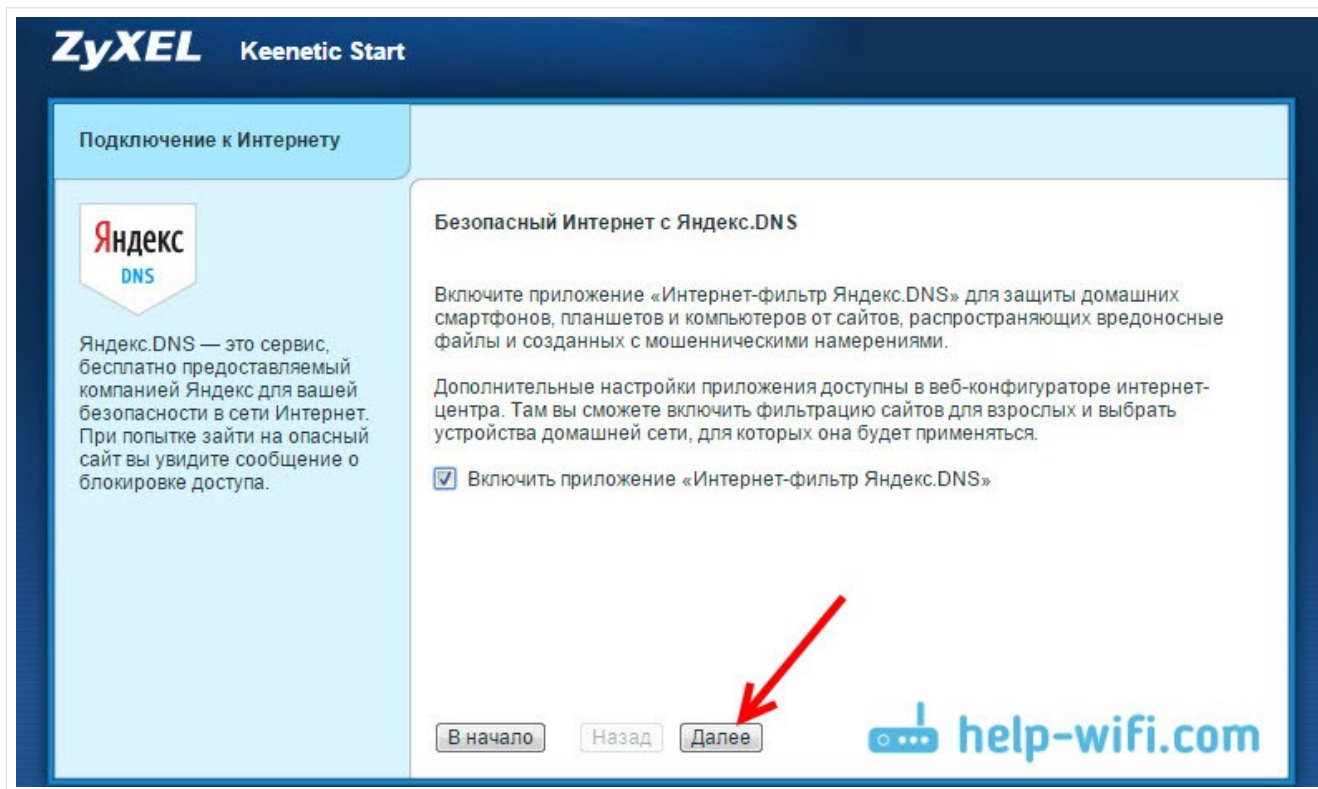 ZyXEL Keenetic Start
Подключение к Интернету
Яндекс
DNS
Яндекс.DNS — это сервис,
бесплатно предоставляемый
компанией Яндекс для вашей
безопасности в сети Интернет.
При попытке зайти на опасный
сайт вы увидите сообщение о
блокировке доступа.
Безопасный Интернет с Яндекс.DNS
Включите приложение «Интернет-фильтр Яндекс.DNS» для защиты домашних
смартфонов, планшетов и компьютеров от сайтов, распространяющих вредоносные
файлы и созданных с мошенническими намерениями.
Дополнительные настройки приложения доступны в веб-конфигураторе интернет-
центра. Там вы сможете включить фильтрацию сайтов для взрослых и выбрать
устройства домашней сети, для которых она будет применяться.
Включить приложение «Интернет-фильтр Яндекс.DNS»
В начало Назад Далее
help-wifi.com